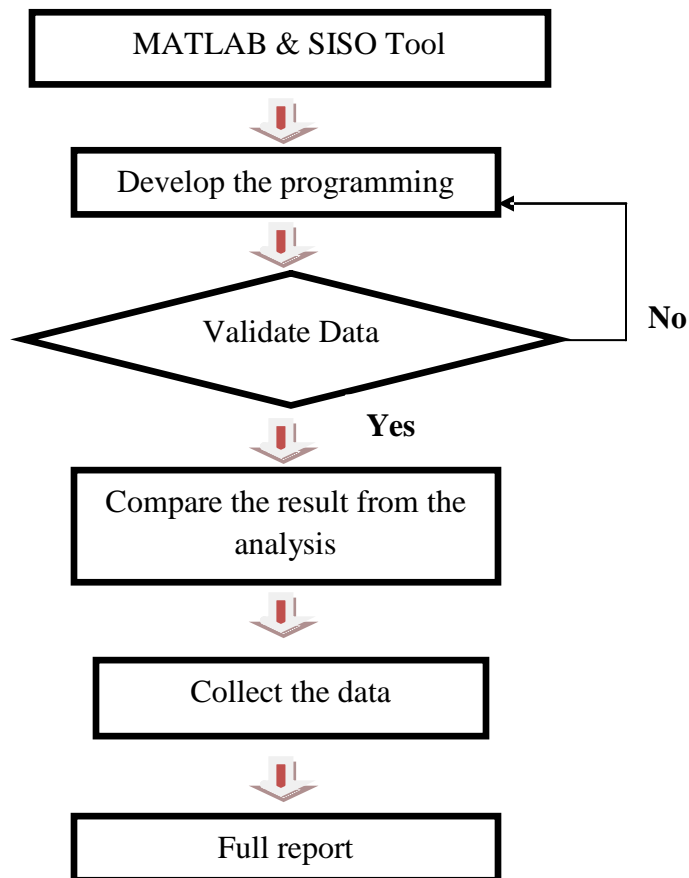 MATLAB & SISO Tool
Develop the programming
Validate Data
No
Yes
Compare the result from the
analysis
Collect the data
Full report